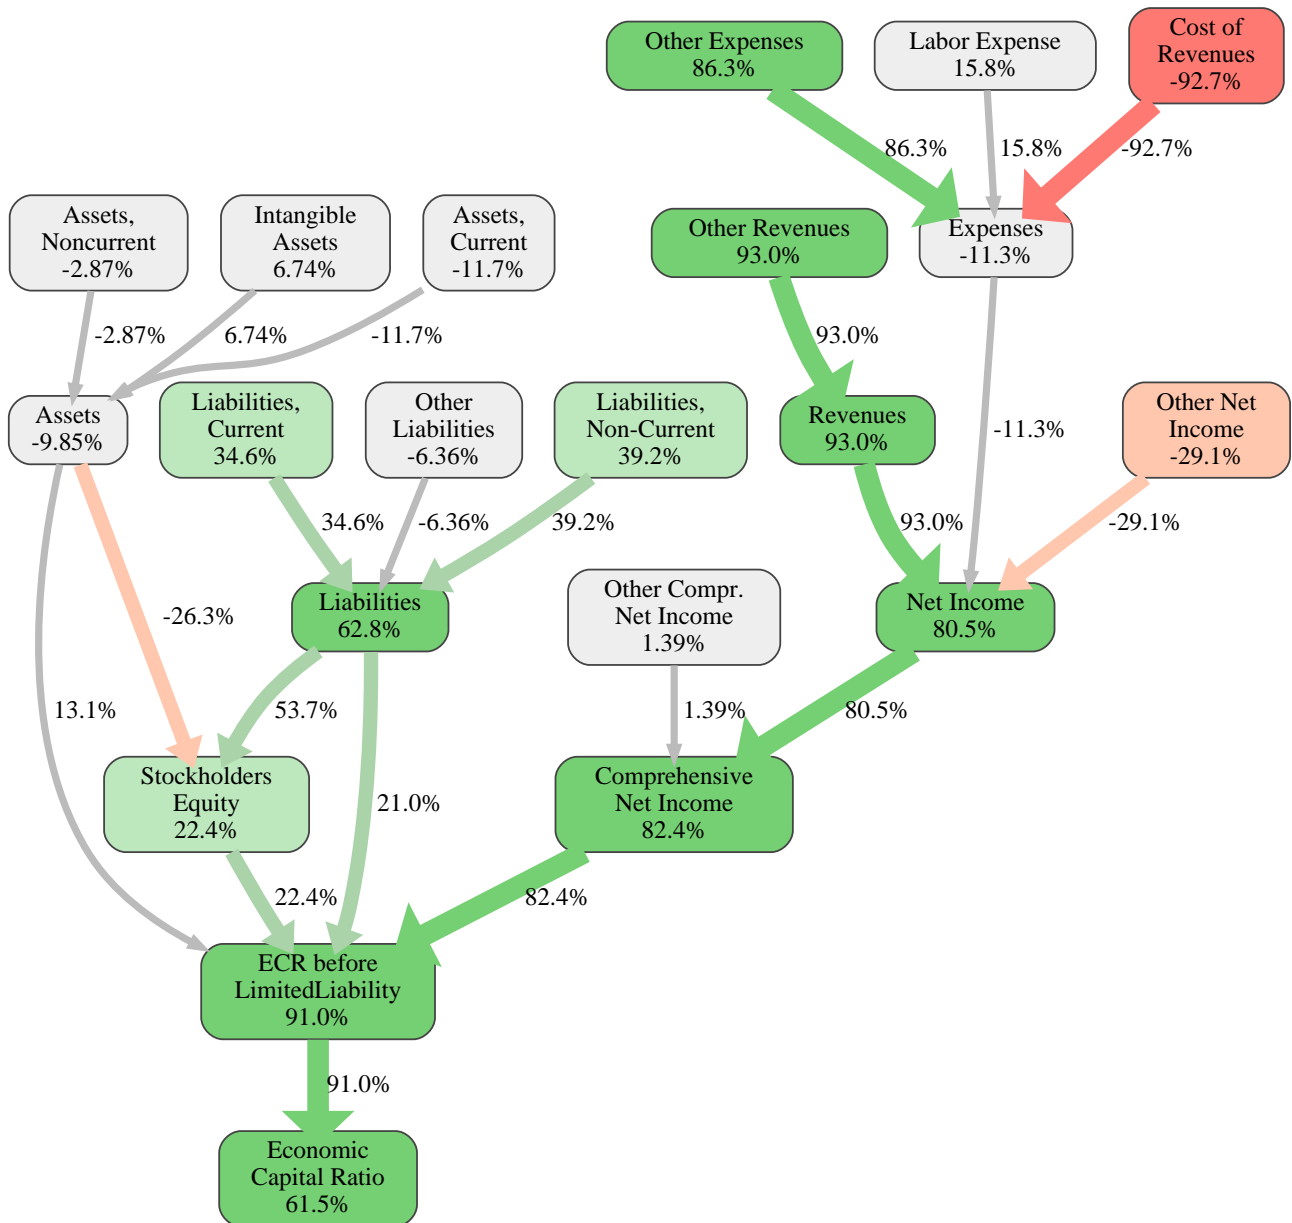 Other Expenses
86.3%
Labor Expense
15.8%
Cost of
Revenues
-92.7%
86.3%
15.8%
-92.7%
Assets,
Noncurrent
-2.87%
Intangible
Assets
6.74%
Assets,
Current
-11.7%
Other Revenues
93.0%
Expenses
-11.3%
-2.87%
6.74%
-11.7%
93.0%
-11.3%
Assets
-9.85%
Liabilities,
Current
34.6%
Other
Liabilities
-6.36%
Liabilities,
Non-Current
39.2%
Revenues
93.0%
Other Net
Income
-29.1%
34.6%
-6.36%
39.2%
93.0%
-29.1%
-26.3%
Liabilities
62.8%
Other Compr.
Net Income
1.39%
Net Income
80.5%
13.1%
53.7%
21.0%
1.39%
80.5%
Stockholders
Equity
22.4%
Comprehensive
Net Income
82.4%
22.4%
82.4%
ECR before
LimitedLiability
91.0%
91.0%
Economic
Capital Ratio
61.5%